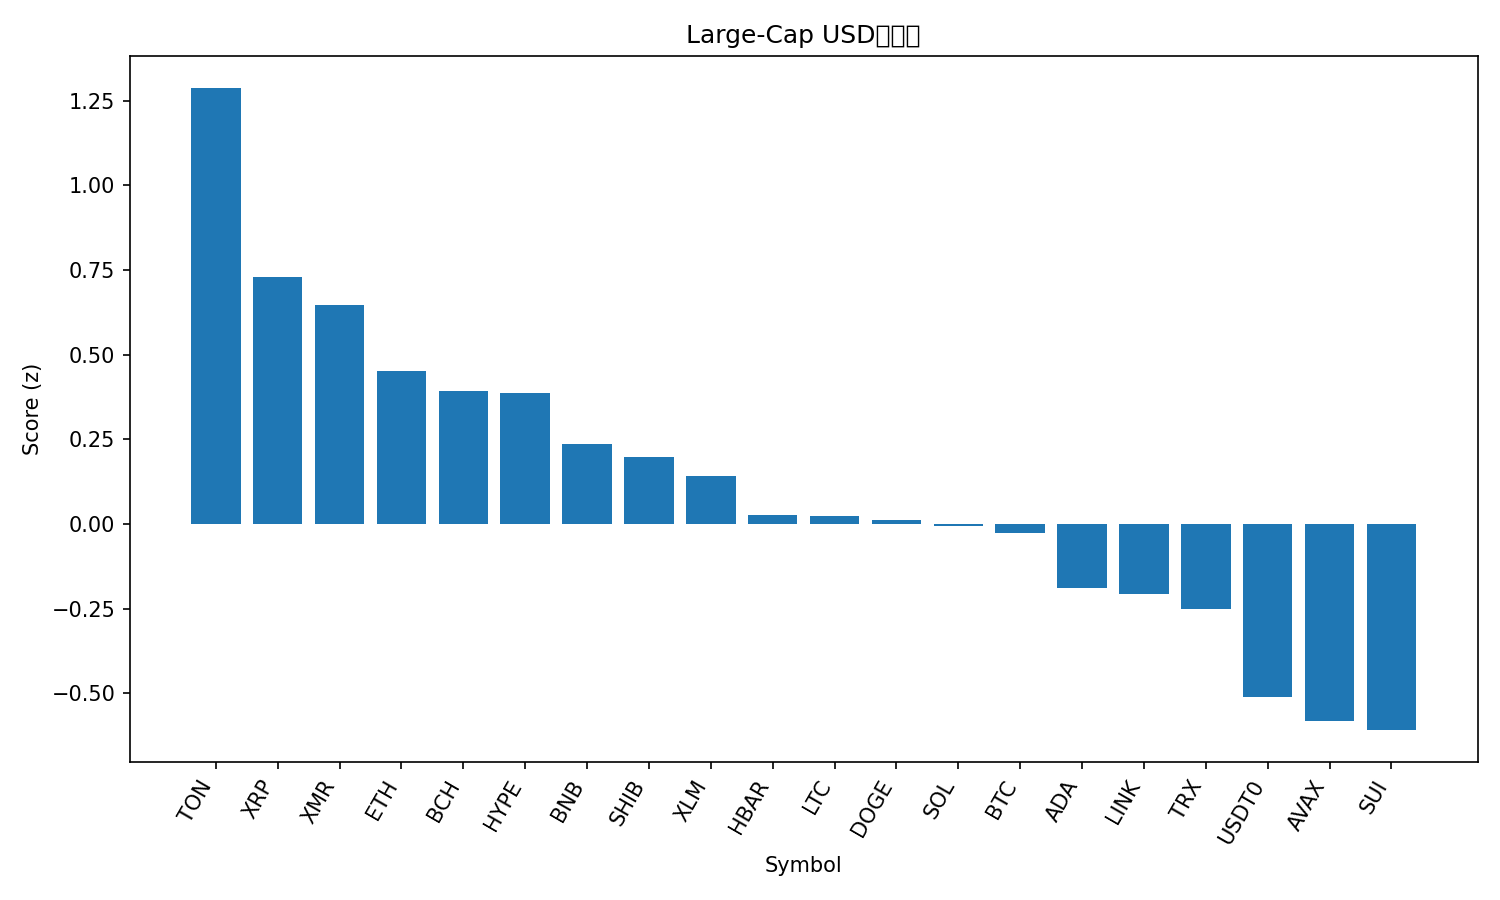 Large-Cap USD
1.25
1.00
0.75
0.50
0.25
0.00
−0.25
−0.50
Score (z)
TON
XRP
XMR
ETH
BCH
HYPE
BNB
SHIB
XLM
HBAR
LTC
DOGE
SOL
BTC
ADA
LINK
TRX
USDT0
AVAX
SUI
Symbol